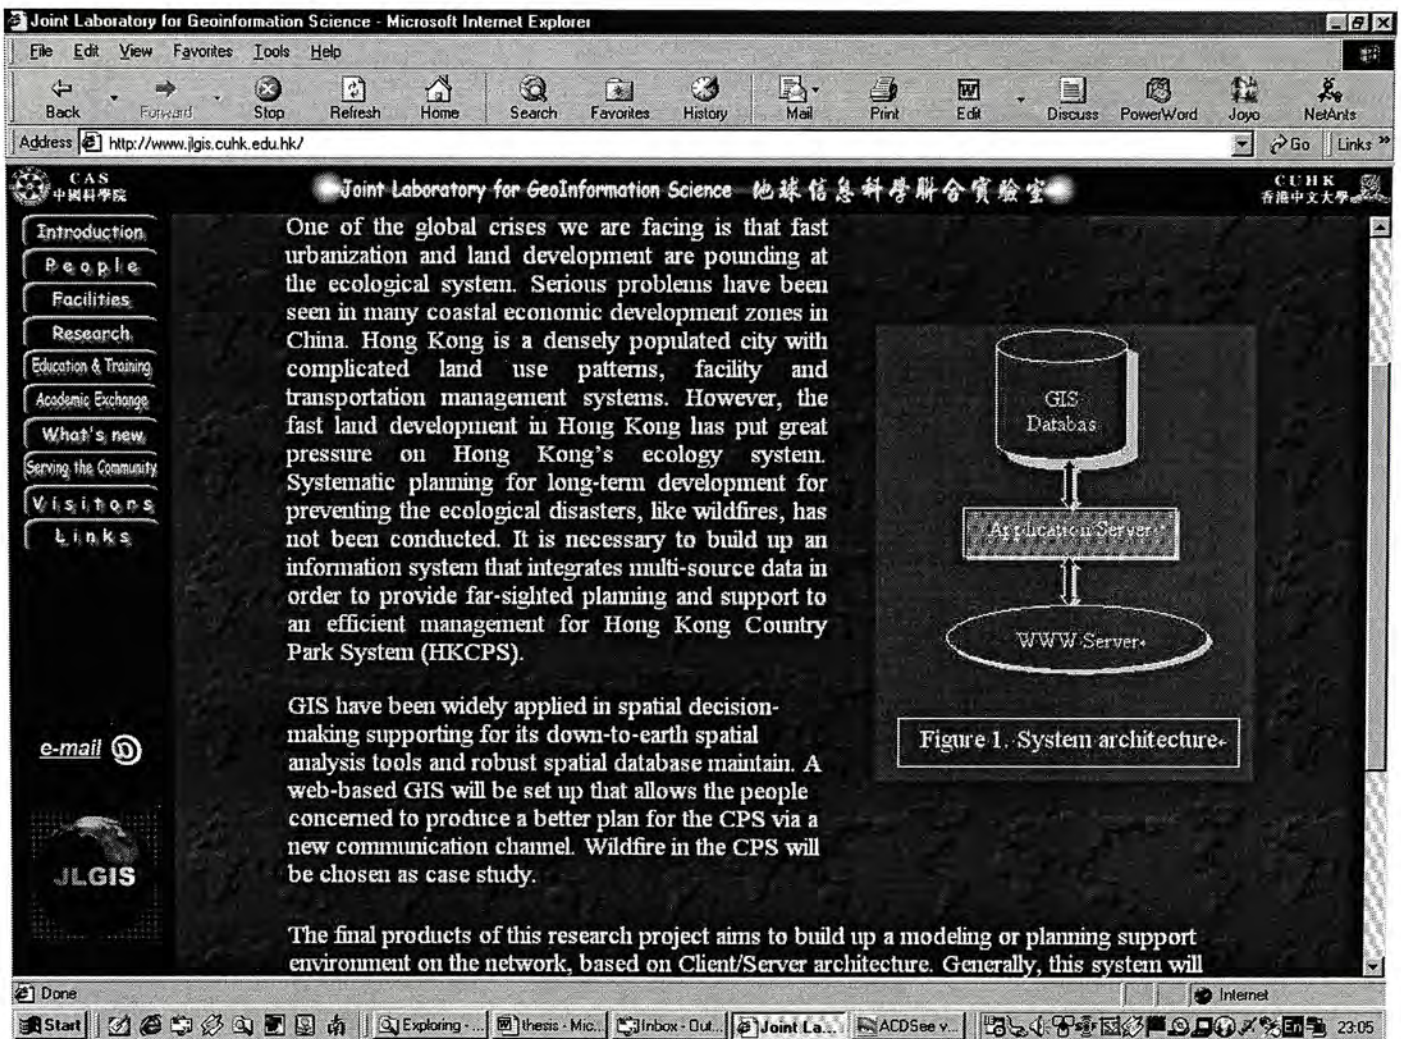 Joint Laboratory for Geoinformation Science - Microsoft Internet Explorer
File Edit View Favorites Tools Help
Back Forward Stop Refresh Home Search Favorites History Mail Print Edit Discuss PowerWord Joyo NetAnts
Address http://www.jlgis.cuhk.edu.hk/ Go Links »
CAS
中國科學院
Joint Laboratory for GeoInformation Science 地球信息科學聯合實驗室
CUHK
香港中文大學
Introduction
People
Facilities
Research
Education & Training
Academic Exchange
What's new
Serving the Community
Visitors
Links
e-mail
JLGIS
One of the global crises we are facing is that fast
urbanization and land development are pounding at
the ecological system. Serious problems have been
seen in many coastal economic development zones in
China. Hong Kong is a densely populated city with
complicated land use patterns, facility and
transportation management systems. However, the
fast land development in Hong Kong has put great
pressure on Hong Kong's ecology system.
Systematic planning for long-term development for
preventing the ecological disasters, like wildfires, has
not been conducted. It is necessary to build up an
information system that integrates multi-source data in
order to provide far-sighted planning and support to
an efficient management for Hong Kong Country
Park System (HKCPS).
GIS have been widely applied in spatial decision-
making supporting for its down-to-earth spatial
analysis tools and robust spatial database maintain. A
web-based GIS will be set up that allows the people
concerned to produce a better plan for the CPS via a
new communication channel. Wildfire in the CPS will
be chosen as case study.
GIS
Databas
Application Server
WWW Server
Figure 1. System architecture
The final products of this research project aims to build up a modeling or planning support
environment on the network, based on Client/Server architecture. Generally, this system will
Done Internet
Start 南 Exploring - ... thesis - Mic... Inbox - Out... Joint La... ACDSee v... En 23:05